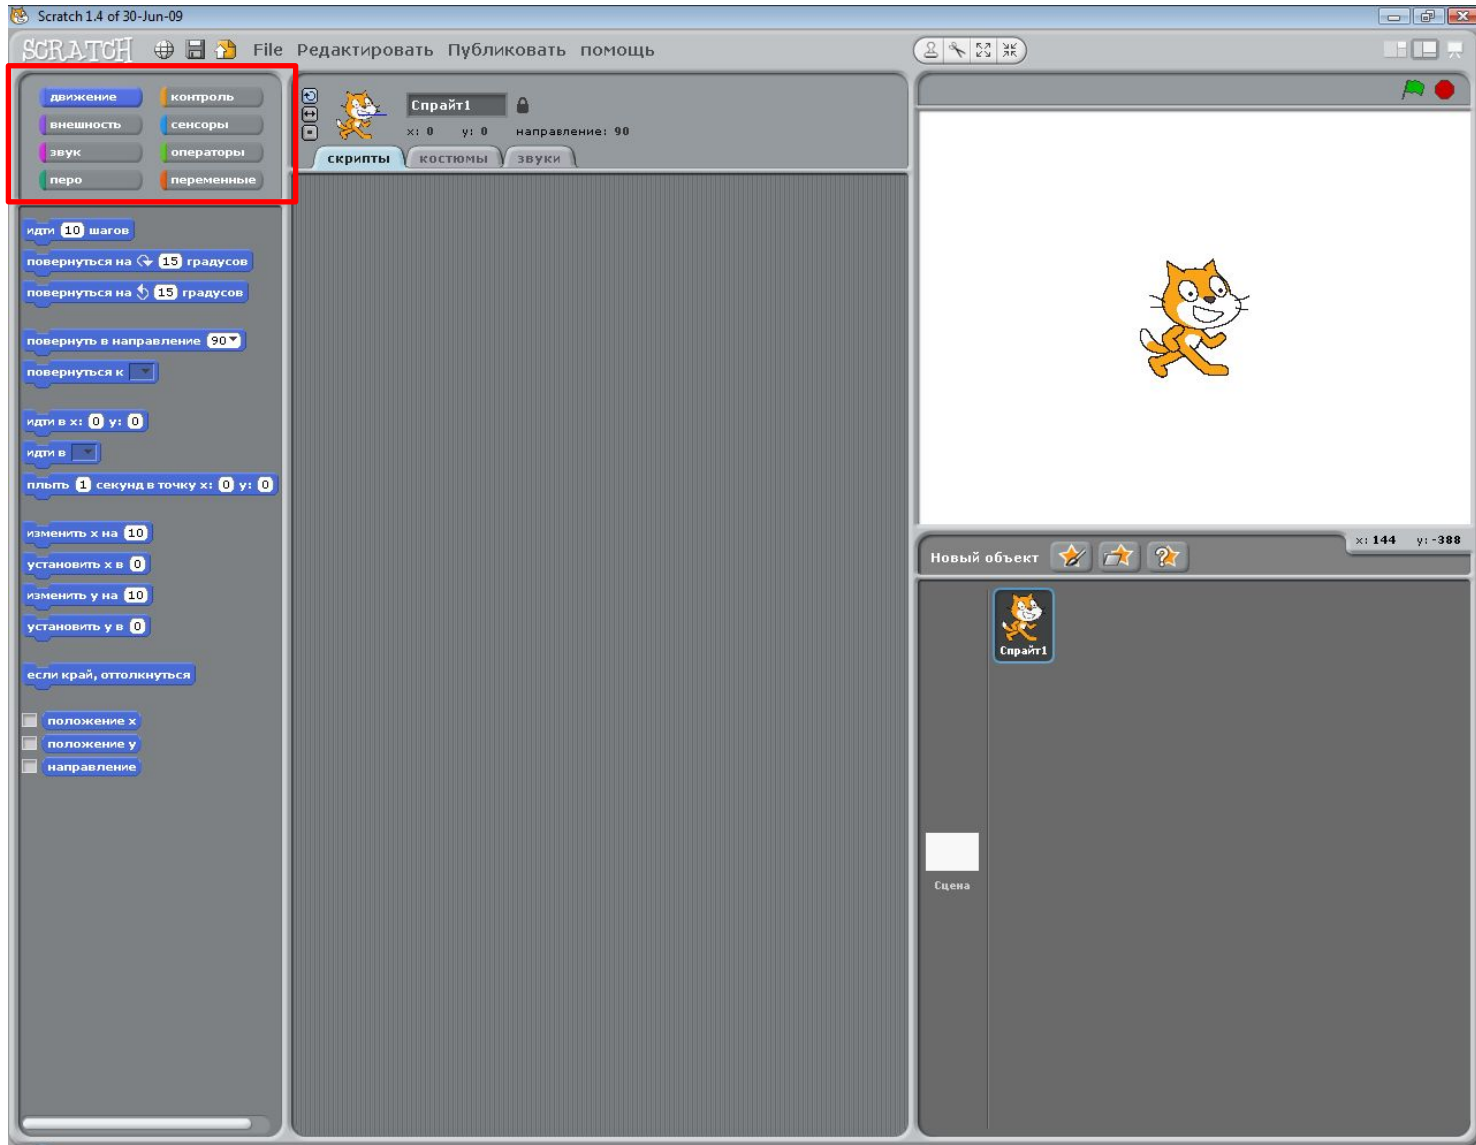 Scratch 1.4 of 30-Jun-09
SCRATCH File Редактировать Публиковать помощь
движение контроль
внешность сенсоры
звук операторы
перо переменные
Спрайт1
x: 0 y: 0 направление: 90
скрипты костюмы звуки
идти 10 шагов
повернуться на 15 градусов
повернуться на 15 градусов
повернуть в направление 90
повернуться к
идти в x: 0 y: 0
идти в
плыть 1 секунд в точку x: 0 y: 0
изменить x на 10
установить x в 0
изменить y на 10
установить y в 0
если край, оттолкнуться
положение x
положение y
направление
x: 144 y: -388
Новый объект
Спрайт1
Сцена